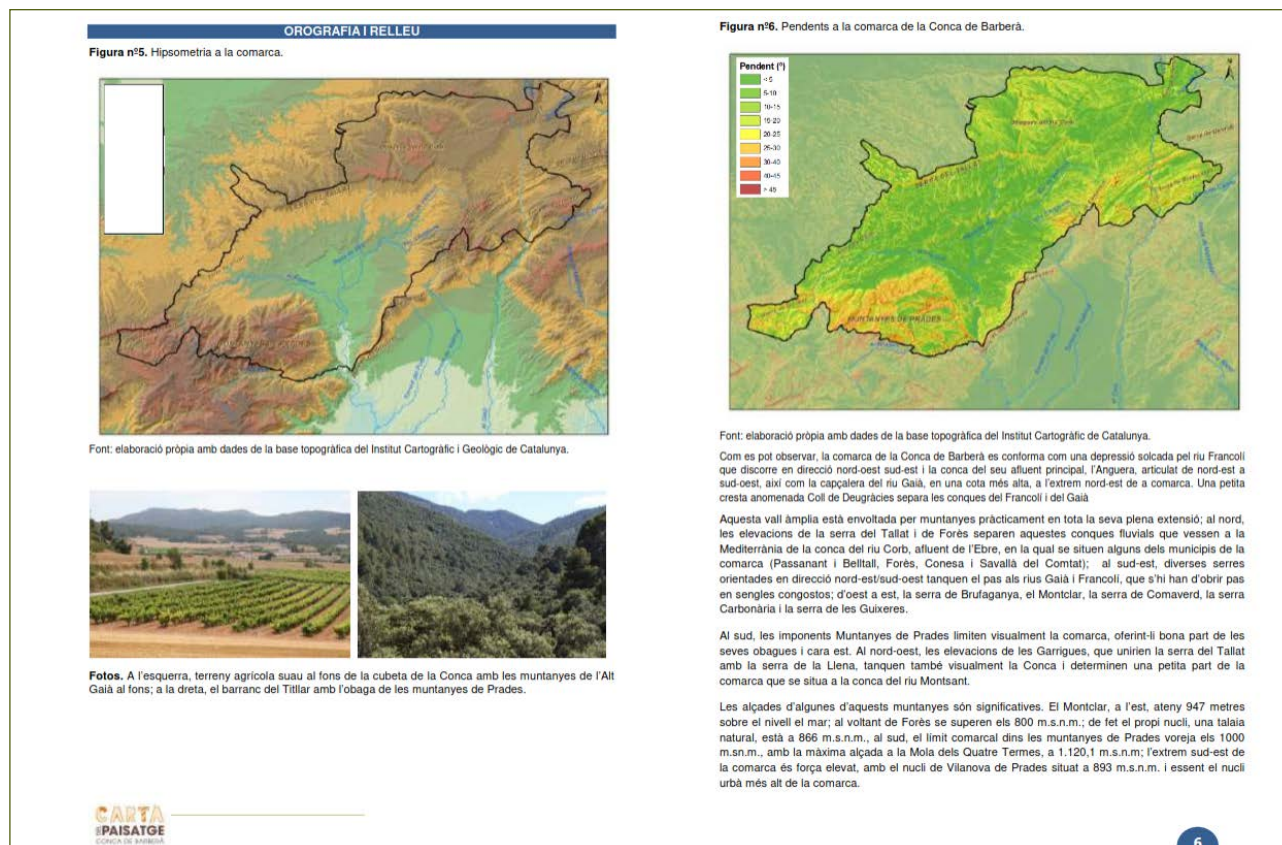 OROGRAFIA I RELLEU
Figura nº5. Hipsometria a la comarca.
Font: elaboració pròpia amb dades de la base topogràfica del Institut Cartogràfic i Geològic de Catalunya.
Fotos. A l'esquerra, terreny agrícola suau al fons de la cubeta de la Conca amb les muntanyes de l'Alt
Gaià al fons; a la dreta, el barranc del Titllar amb l'obaga de les muntanyes de Prades.
CARTA
DEL PAISATGE
CONCA DE BARBERÀ
Figura nº6. Pendents a la comarca de la Conca de Barberà.
Pendent (º)
< 5
5-10
10-15
15-20
20-25
25-30
30-40
40-45
> 45
SERRA DEL TALLAT
MUNTANYES DE PRADES
Font: elaboració pròpia amb dades de la base topogràfica del Institut Cartogràfic de Catalunya.
Com es pot observar, la comarca de la Conca de Barberà es conforma com una depressió solcada pel riu Francolí
que discorre en direcció nord-oest sud-est i la conca del seu afluent principal, l'Anguera, articulat de nord-est a
sud-oest, així com la capçalera del riu Gaià, en una cota més alta, a l'extrem nord-est de a comarca. Una petita
cresta anomenada Coll de Deugràcies separa les conques del Francolí i del Gaià
Aquesta vall àmplia està envoltada per muntanyes pràcticament en tota la seva plena extensió; al nord,
les elevacions de la serra del Tallat i de Forès separen aquestes conques fluvials que vessen a la
Mediterrània de la conca del riu Corb, afluent de l'Ebre, en la qual se situen alguns dels municipis de la
comarca (Passanant i Belltall, Forès, Conesa i Savallà del Comtat); al sud-est, diverses serres
orientades en direcció nord-est/sud-oest tanquen el pas als rius Gaià i Francolí, que s'hi han d'obrir pas
en sengles congostos; d'oest a est, la serra de Brufaganya, el Montclar, la serra de Comaverd, la serra
Carbonària i la serra de les Guixeres.
Al sud, les imponents Muntanyes de Prades limiten visualment la comarca, oferint-li bona part de les
seves obagues i cara est. Al nord-oest, les elevacions de les Garrigues, que unirien la serra del Tallat
amb la serra de la Llena, tanquen també visualment la Conca i determinen una petita part de la
comarca que se situa a la conca del riu Montsant.
Les alçades d'algunes d'aquests muntanyes són significatives. El Montclar, a l'est, ateny 947 metres
sobre el nivell el mar; al voltant de Forès se superen els 800 m.s.n.m.; de fet el propi nucli, una talaia
natural, està a 866 m.s.n.m., al sud, el límit comarcal dins les muntanyes de Prades voreja els 1000
m.sn.m., amb la màxima alçada a la Mola dels Quatre Termes, a 1.120,1 m.s.n.m; l'extrem sud-est de
la comarca és força elevat, amb el nucli de Vilanova de Prades situat a 893 m.s.n.m. i essent el nucli
urbà més alt de la comarca.
6